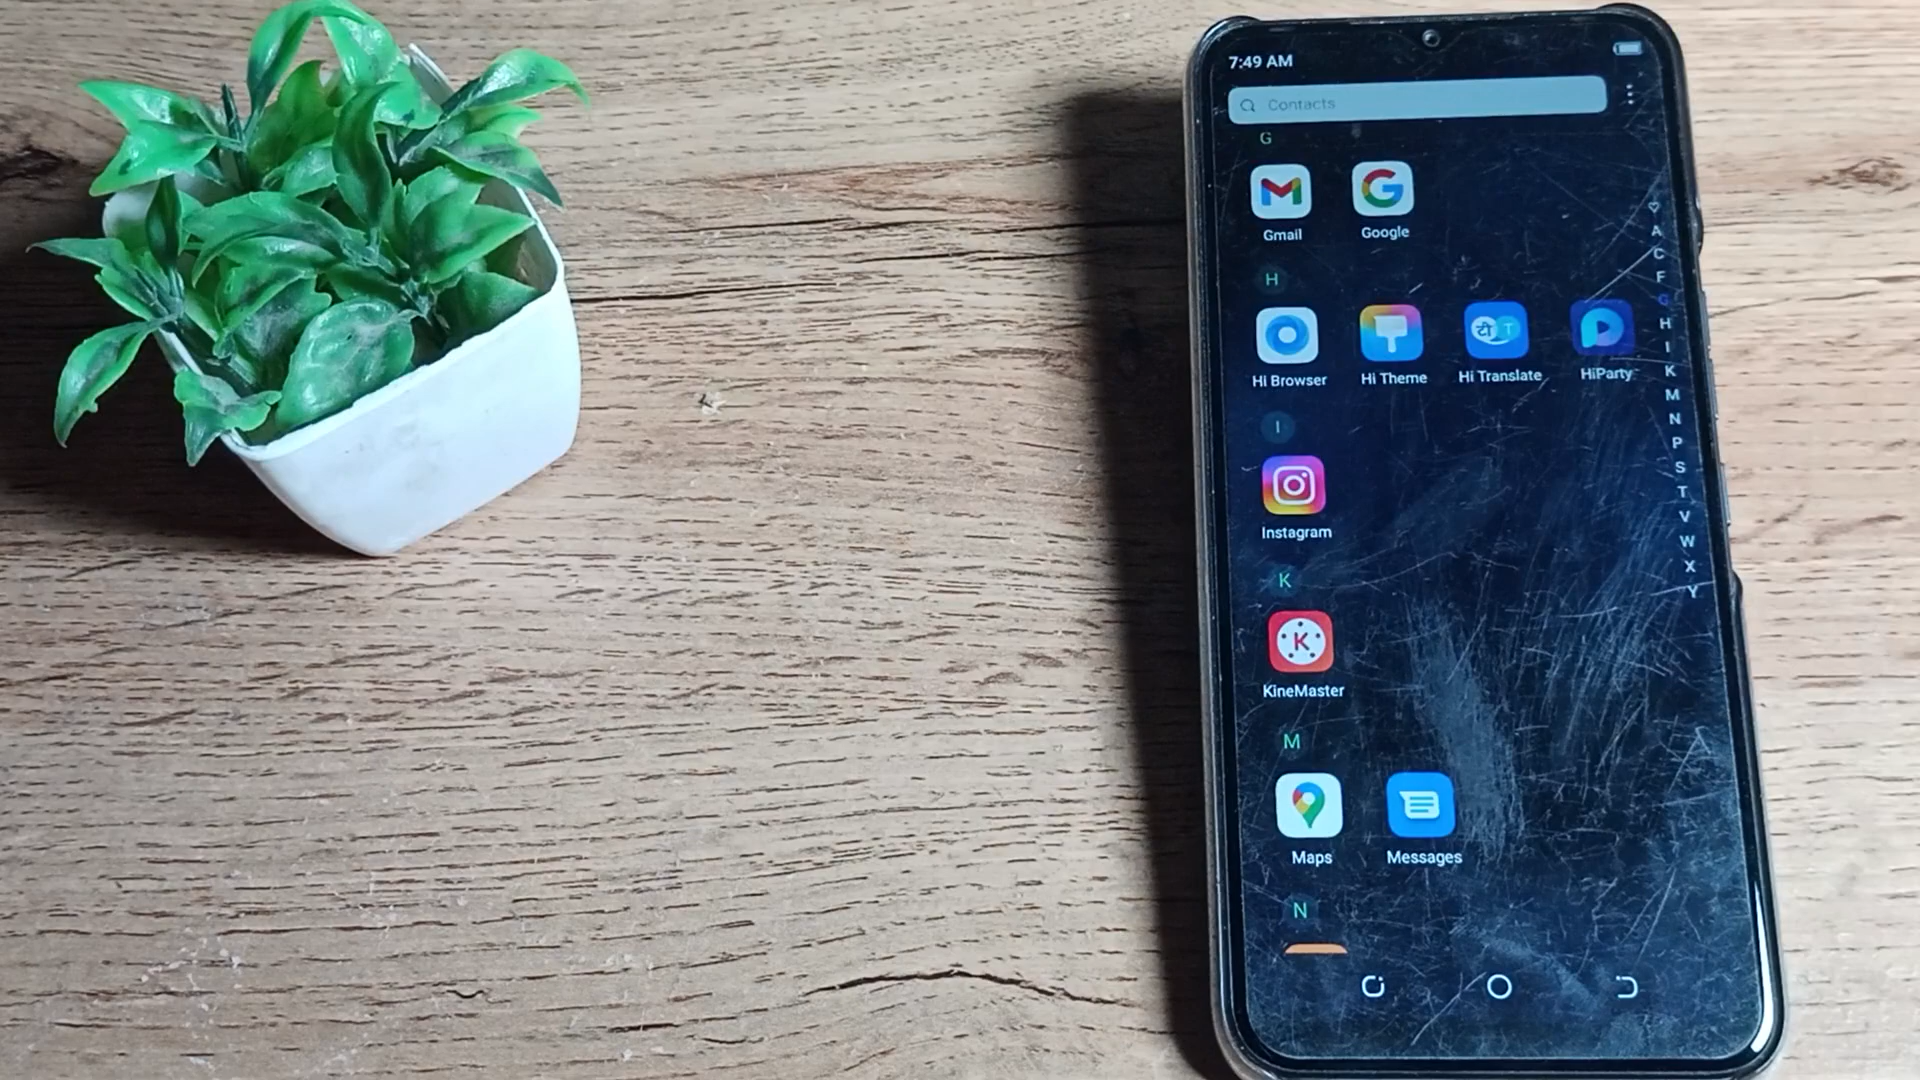 7:49 AM
Contacts
G
Gmail
Google
H
Hi Browser
Hi Theme
Hi Translate
HiParty
I
Instagram
K
KineMaster
M
Maps
Messages
N
A
C
F
G
H
I
K
M
N
P
S
T
V
W
X
Y